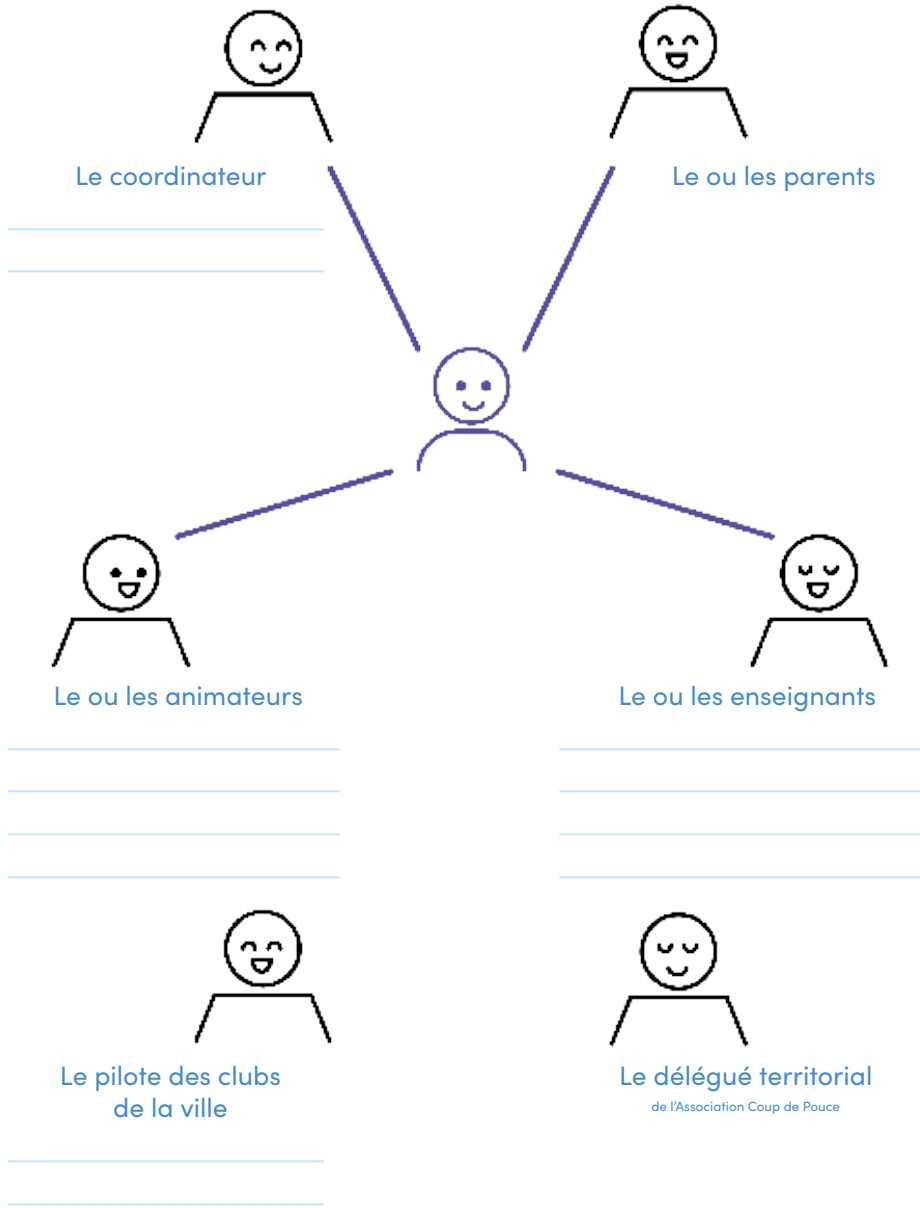 Le coordinateur
Le ou les parents
Le ou les animateurs
Le ou les enseignants
Le pilote des clubs
de la ville
Le délégué territorial
de l'Association Coup de Pouce